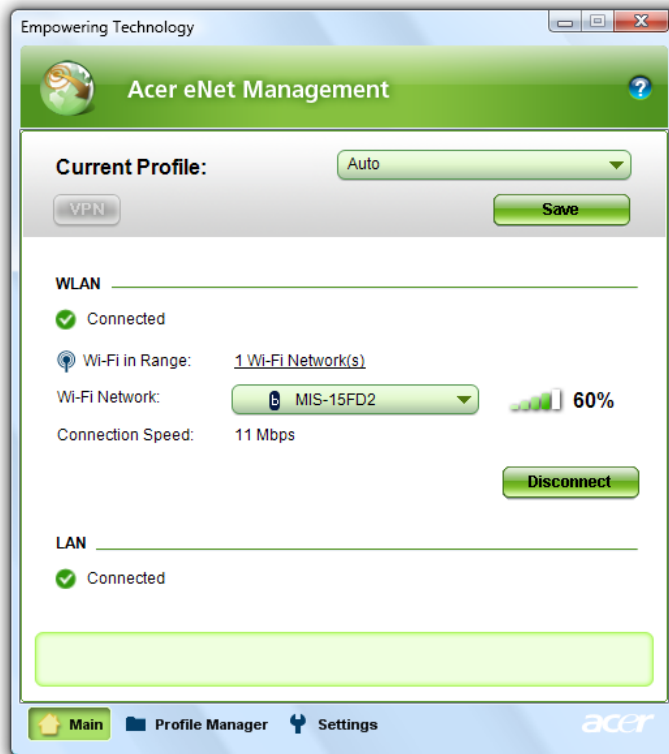 Empowering Technology
Acer eNet Management
?
Current Profile: Auto
VPN Save
WLAN
Connected
Wi-Fi in Range: 1 Wi-Fi Network(s)
Wi-Fi Network: b MIS-15FD2 60%
Connection Speed: 11 Mbps
Disconnect
LAN
Connected
Main Profile Manager Settings acer